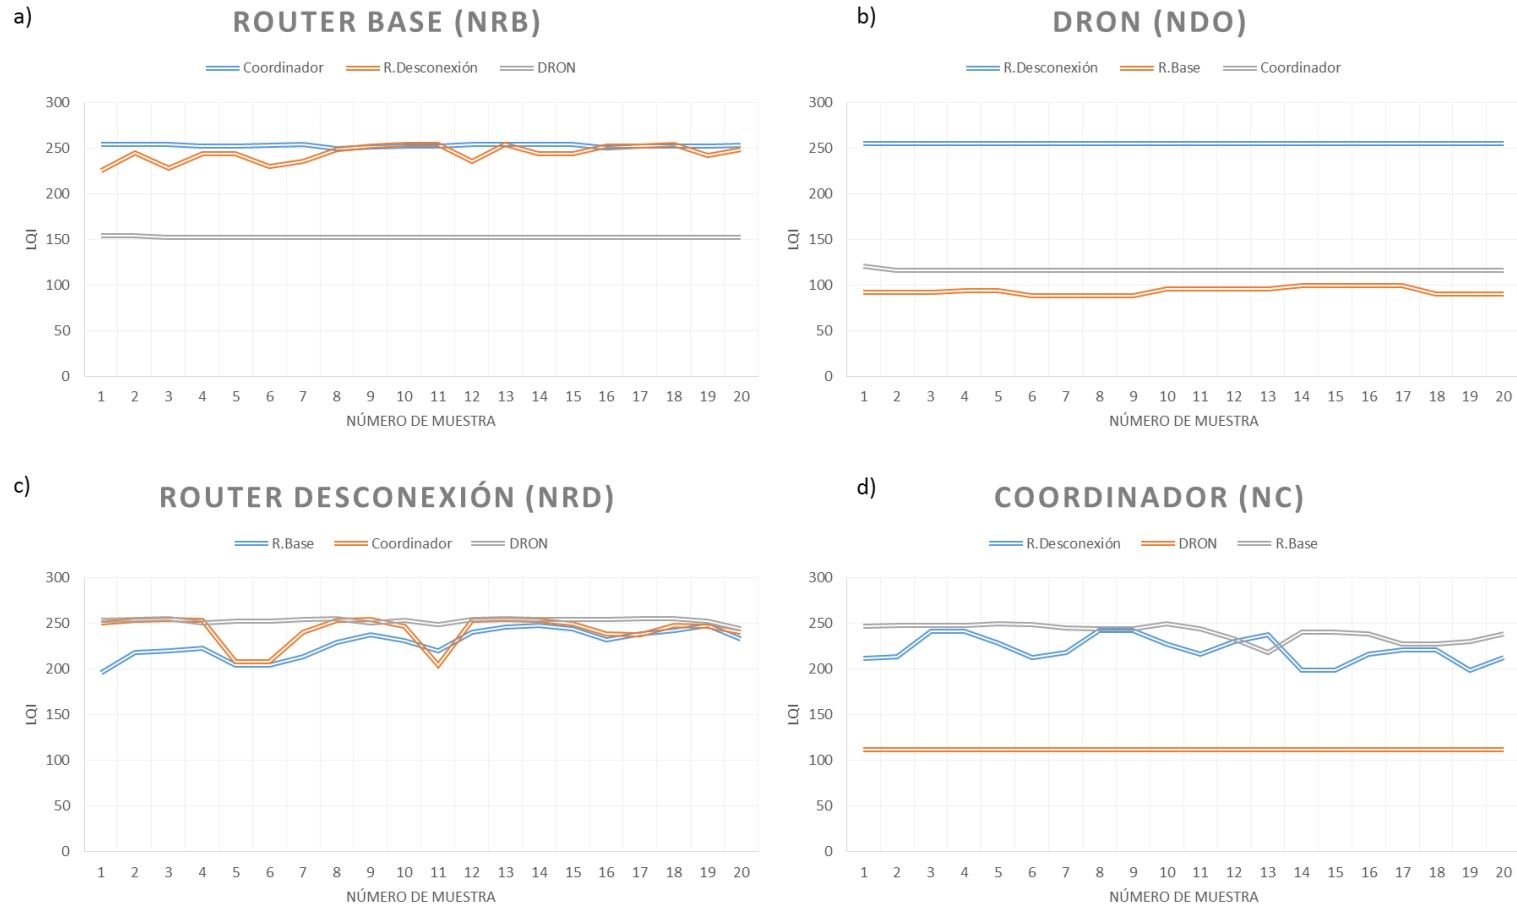 a)
ROUTER BASE (NRB)
Coordinador R.Desconexión DRON
300
250
200
150
100
50
0
LQI
1 2 3 4 5 6 7 8 9 10 11 12 13 14 15 16 17 18 19 20
NÚMERO DE MUESTRA
b)
DRON (NDO)
R.Desconexión R.Base Coordinador
300
250
200
150
100
50
0
LQI
1 2 3 4 5 6 7 8 9 10 11 12 13 14 15 16 17 18 19 20
NÚMERO DE MUESTRA
c)
ROUTER DESCONEXIÓN (NRD)
R.Base Coordinador DRON
300
250
200
150
100
50
0
LQI
1 2 3 4 5 6 7 8 9 10 11 12 13 14 15 16 17 18 19 20
NÚMERO DE MUESTRA
d)
COORDINADOR (NC)
R.Desconexión DRON R.Base
300
250
200
150
100
50
0
LQI
1 2 3 4 5 6 7 8 9 10 11 12 13 14 15 16 17 18 19 20
NÚMERO DE MUESTRA